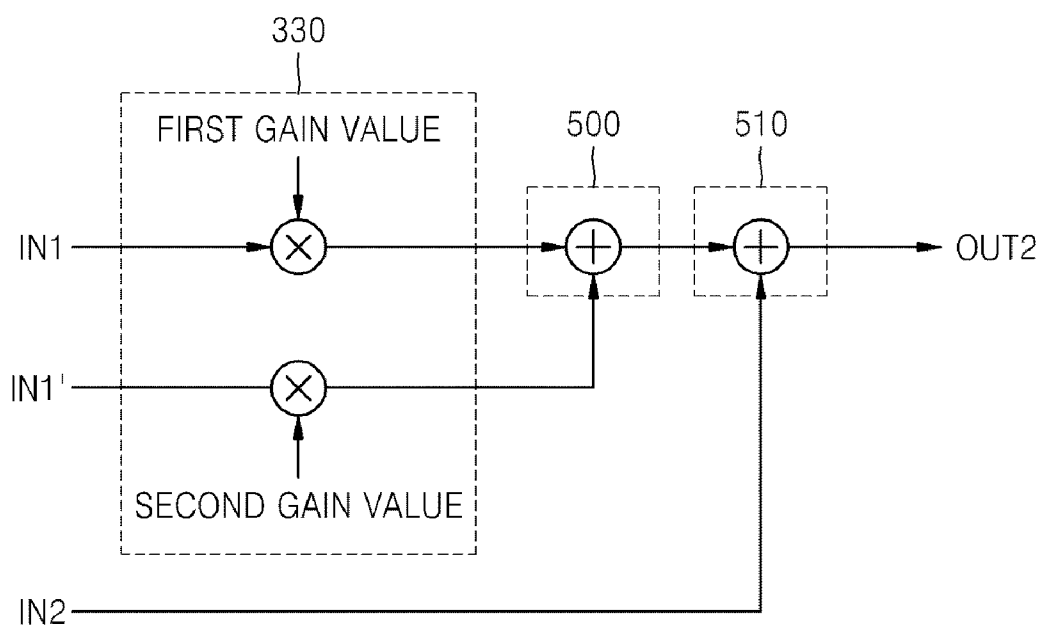 330
FIRST GAIN VALUE
500
510
IN1
OUT2
IN1'
SECOND GAIN VALUE
IN2